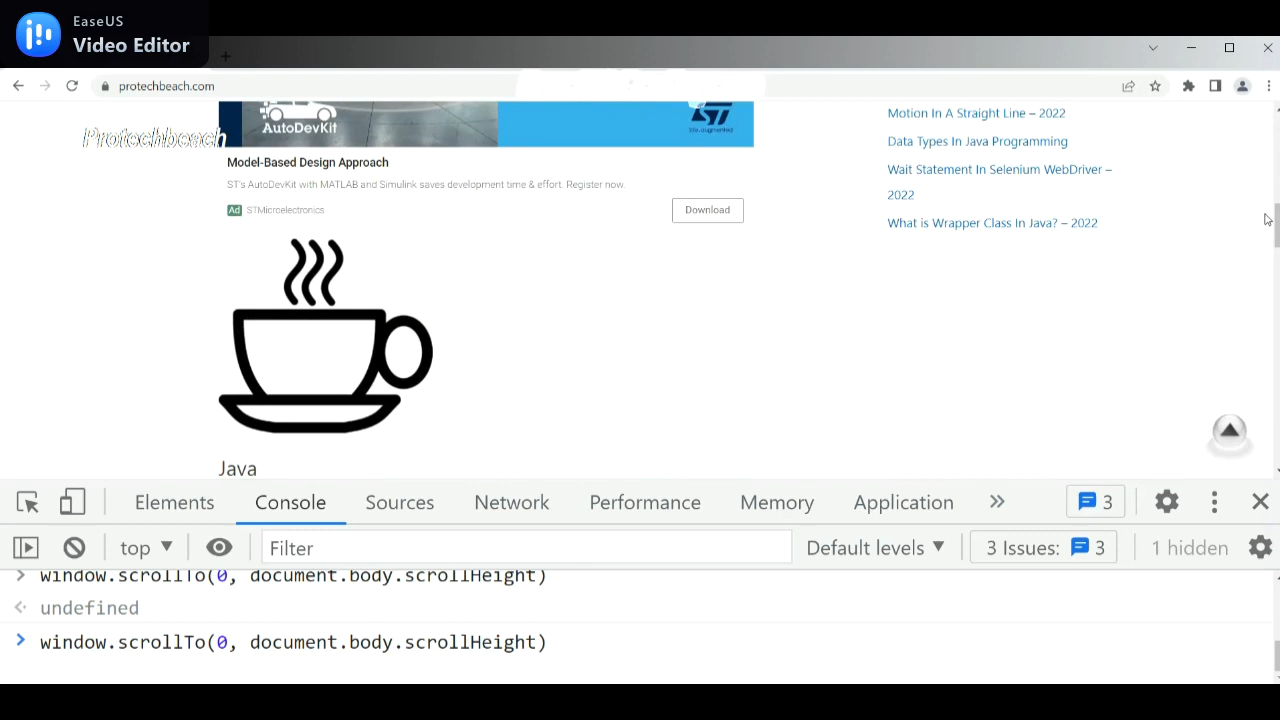 EaseUS
Video Editor
protechbeach.com
AutoDevKit
Protechbeach
Model-Based Design Approach
ST's AutoDevKit with MATLAB and Simulink saves development time & effort. Register now.
Ad STMicroelectronics
Download
Motion In A Straight Line – 2022
Data Types In Java Programming
Wait Statement In Selenium WebDriver –
2022
What is Wrapper Class In Java? – 2022
Java
Elements Console Sources Network Performance Memory Application » 3
top Filter Default levels 3 Issues: 3 1 hidden
window.scrollTo(0, document.body.scrollHeight)
undefined
window.scrollTo(0, document.body.scrollHeight)